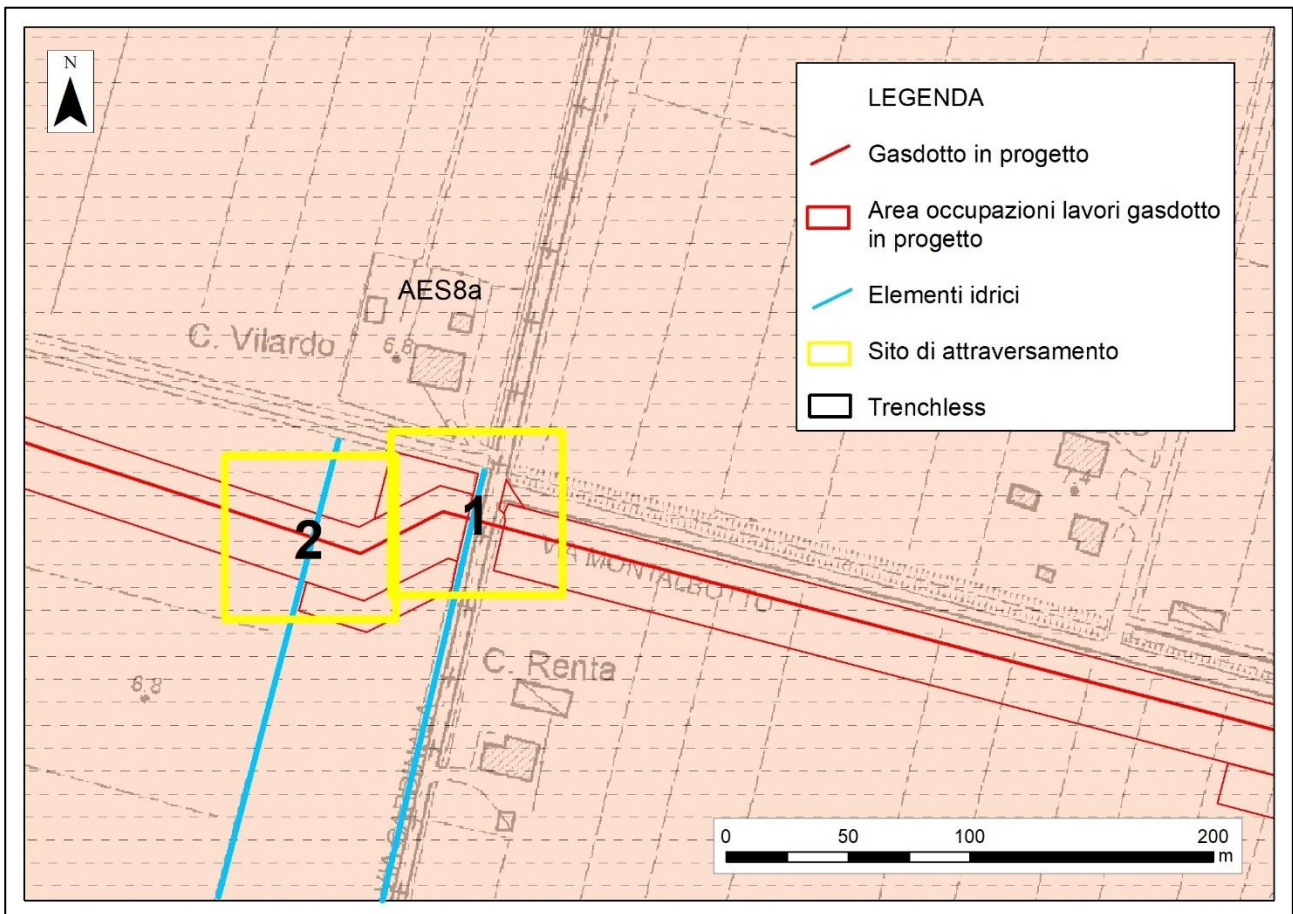 N
LEGENDA
Gasdotto in progetto
Area occupazioni lavori gasdotto
in progetto
Elementi idrici
Sito di attraversamento
Trenchless
AES8a
C. Vilardo
6.8
1
2
VIA MONTALBOTTO
C. Renta
6.8
0 50 100 200
m